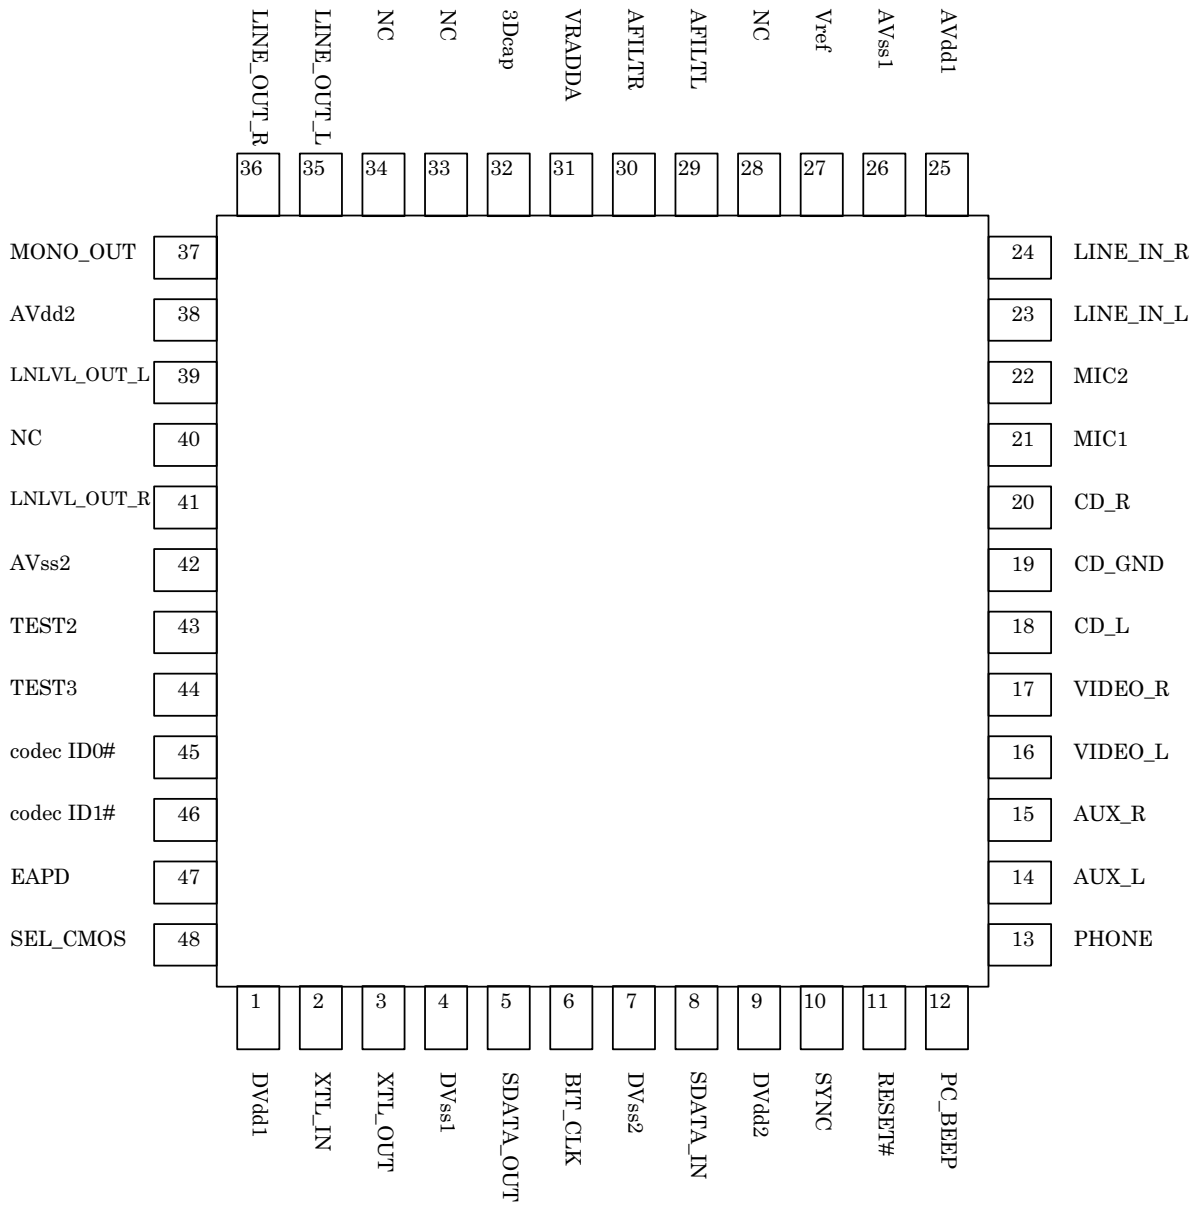 LINE_OUT_R
LINE_OUT_L
NC
NC
3Dcap
VRADDA
AFILTR
AFILTL
NC
Vref
AVss1
AVdd1
36
35
34
33
32
31
30
29
28
27
26
25
MONO_OUT 37
24 LINE_IN_R
AVdd2 38
23 LINE_IN_L
LNLVL_OUT_L 39
22 MIC2
NC 40
21 MIC1
LNLVL_OUT_R 41
20 CD_R
AVss2 42
19 CD_GND
TEST2 43
18 CD_L
TEST3 44
17 VIDEO_R
codec ID0# 45
16 VIDEO_L
codec ID1# 46
15 AUX_R
EAPD 47
14 AUX_L
SEL_CMOS 48
13 PHONE
1
2
3
4
5
6
7
8
9
10
11
12
DVdd1
XTL_IN
XTL_OUT
DVss1
SDATA_OUT
BIT_CLK
DVss2
SDATA_IN
DVdd2
SYNC
RESET#
PC_BEEP